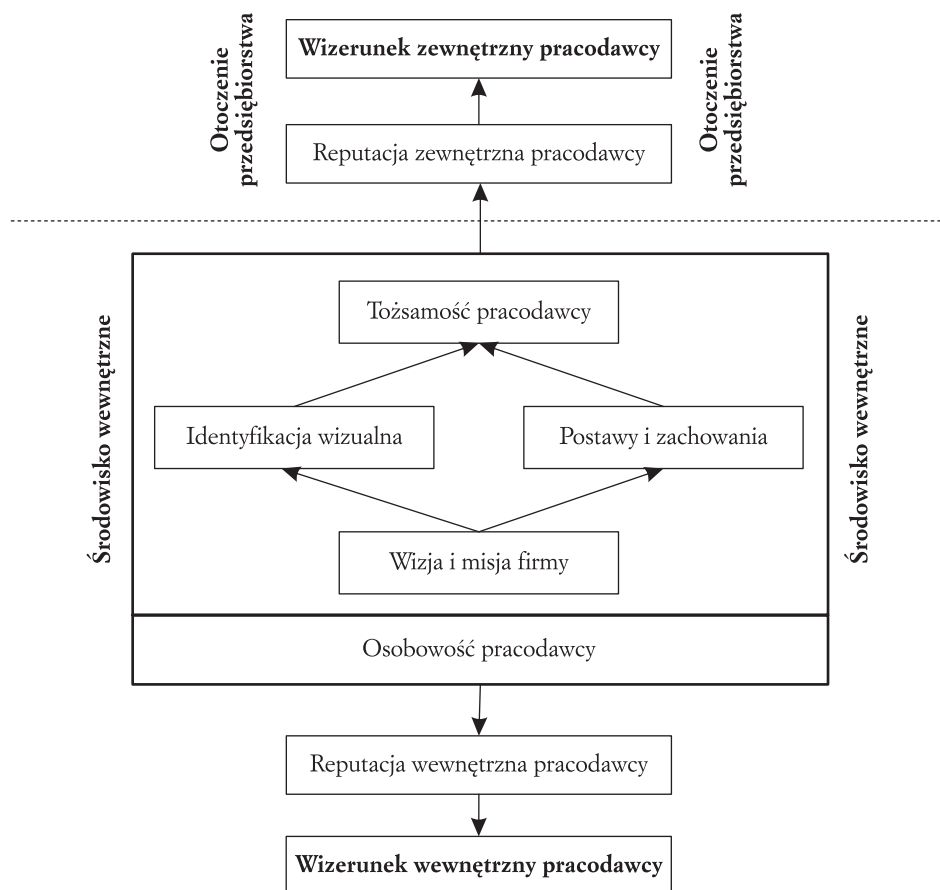 Wizerunek zewnętrzny pracodawcy
Otoczenie
przedsiębiorstwa
Otoczenie
przedsiębiorstwa
Reputacja zewnętrzna pracodawcy
Tożsamość pracodawcy
Środowisko wewnętrzne
Środowisko wewnętrzne
Identyfikacja wizualna
Postawy i zachowania
Wizja i misja firmy
Osobowość pracodawcy
Reputacja wewnętrzna pracodawcy
Wizerunek wewnętrzny pracodawcy